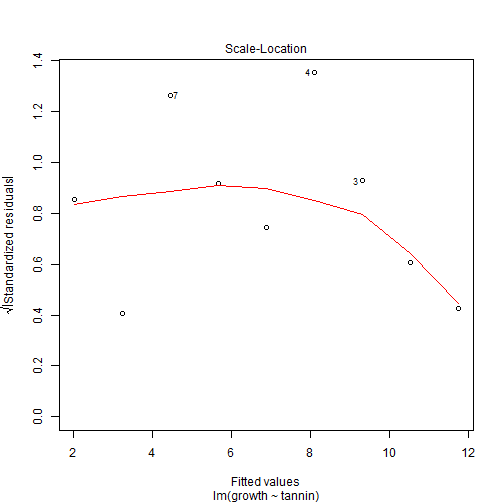 Scale-Location
1.4
1.2
1.0
0.8
0.6
0.4
0.2
0.0
√|Standardized residuals|
7
4
3
2 4 6 8 10 12
Fitted values
lm(growth ~ tannin)